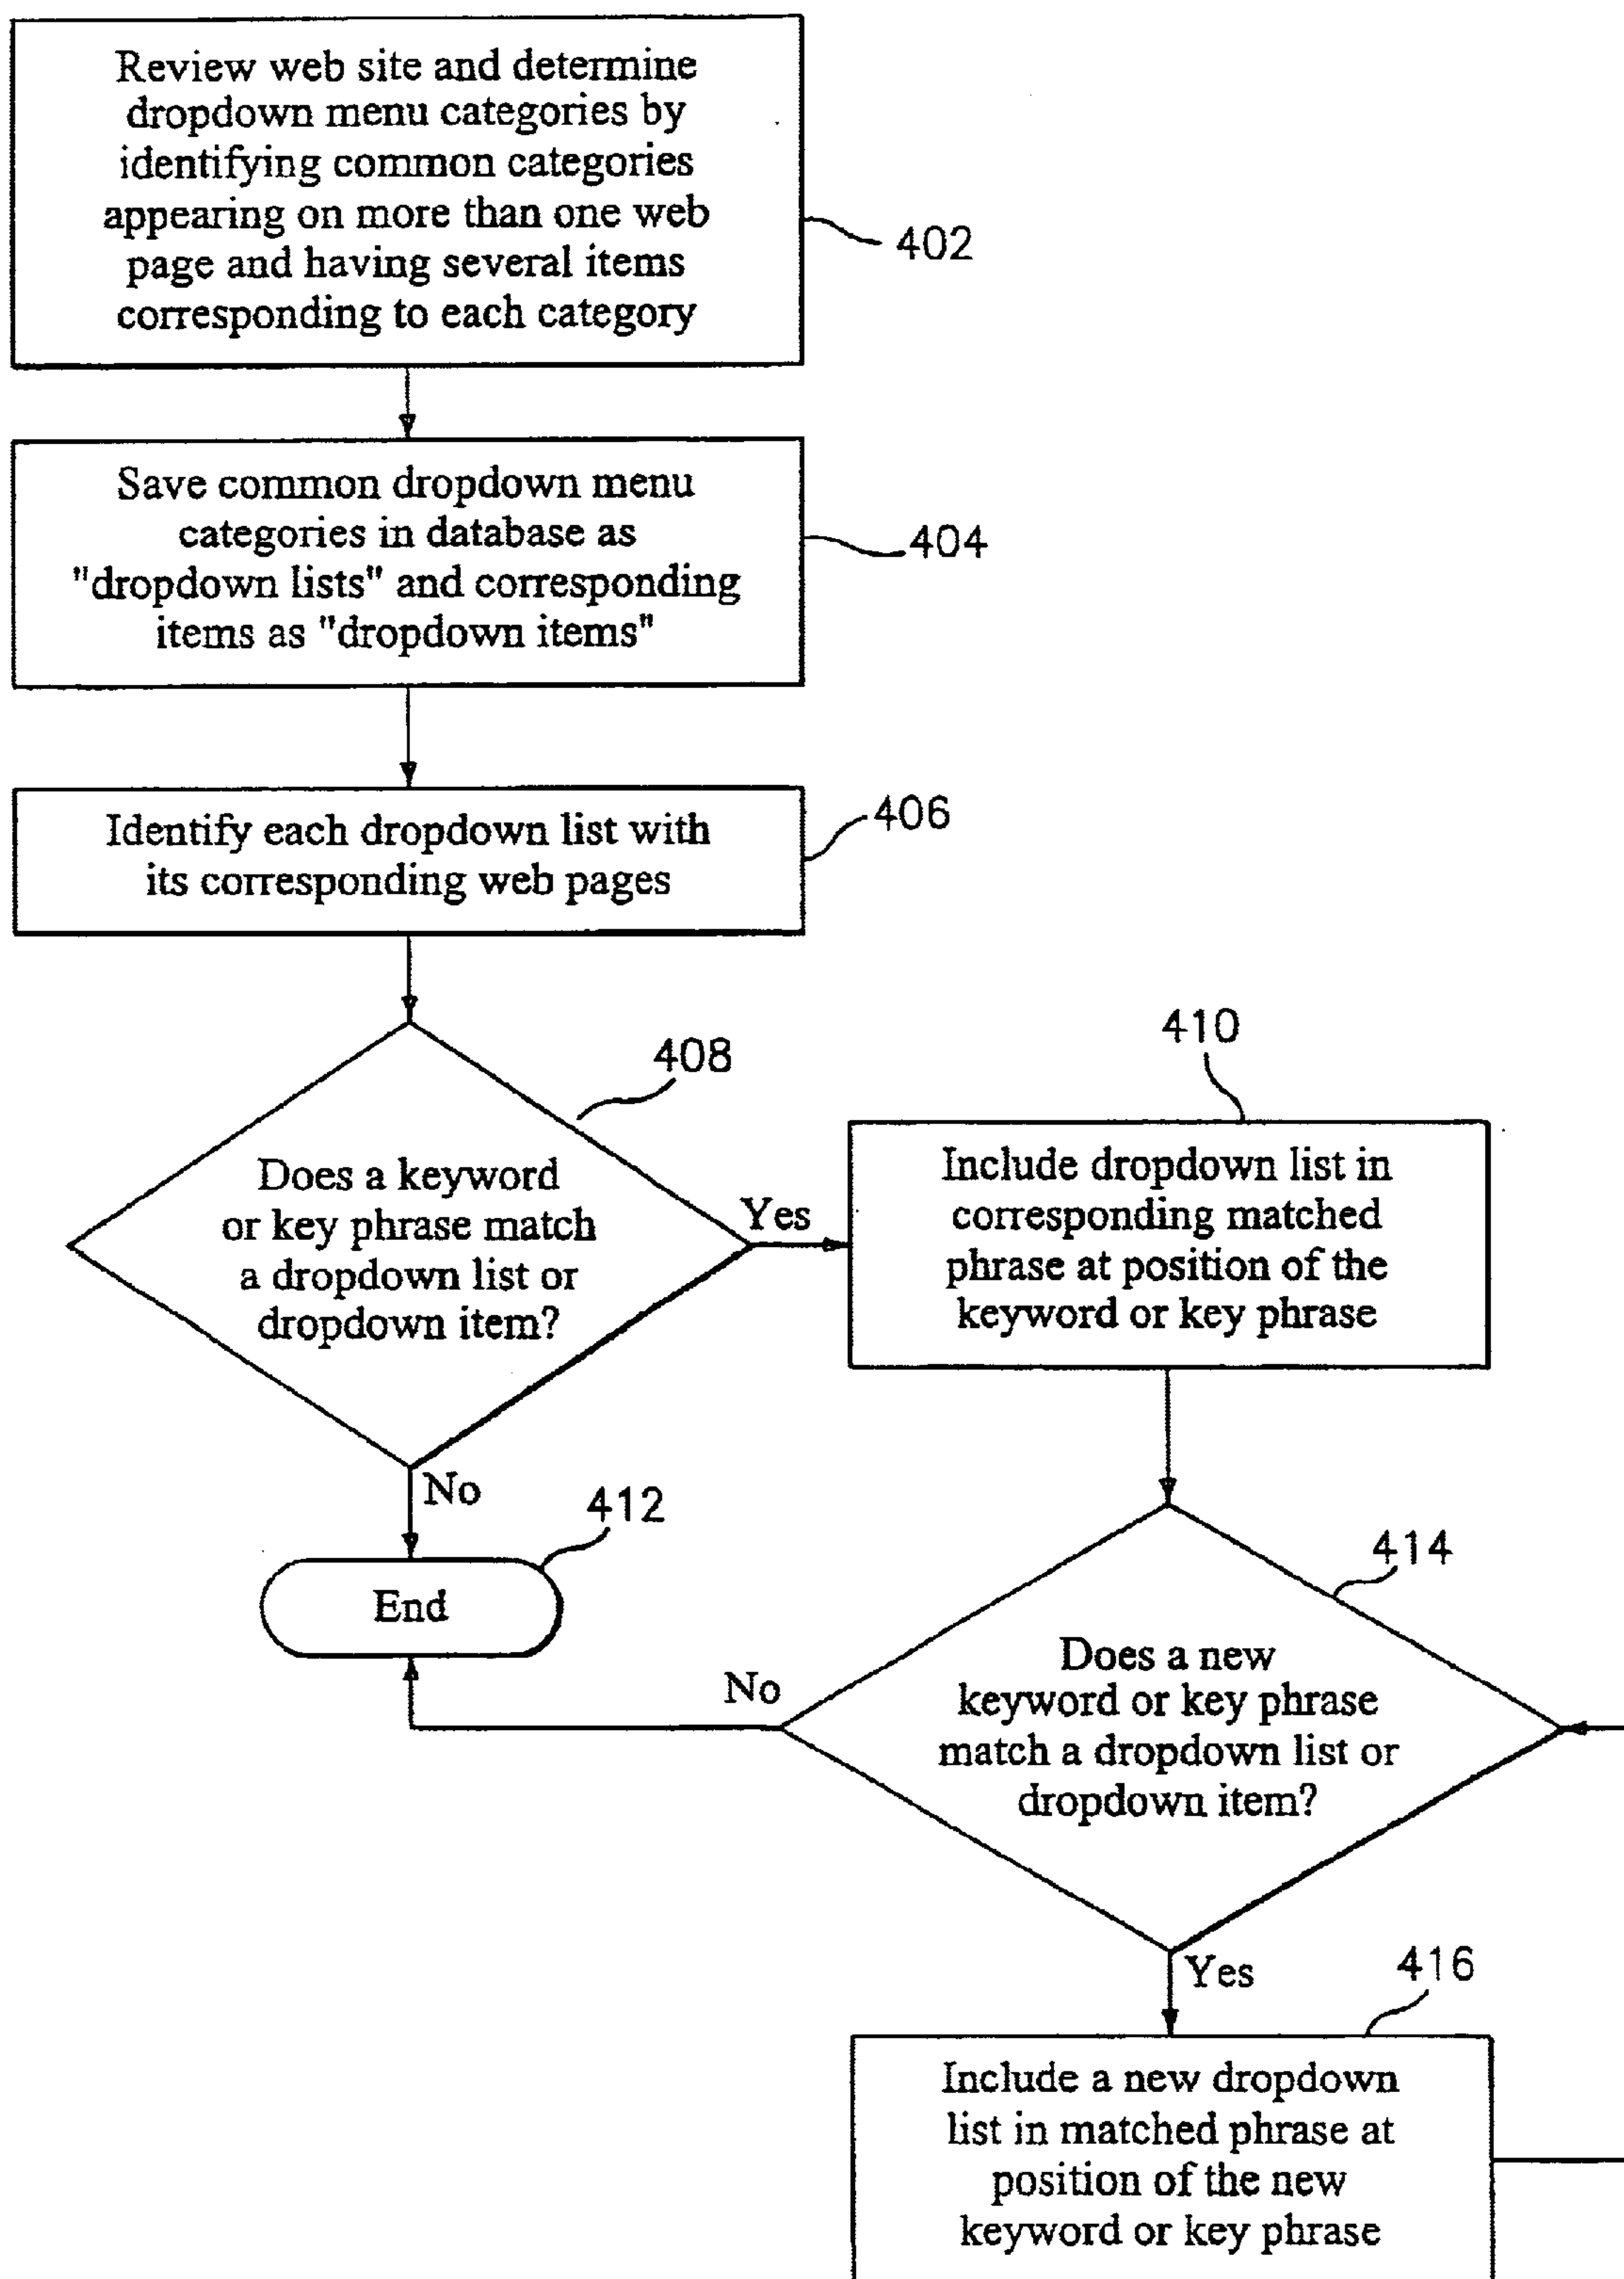 Review web site and determine
dropdown menu categories by
identifying common categories
appearing on more than one web
page and having several items
corresponding to each category
402
Save common dropdown menu
categories in database as
"dropdown lists" and corresponding
items as "dropdown items"
404
Identify each dropdown list with
its corresponding web pages
406
408
Does a keyword
or key phrase match
a dropdown list or
dropdown item?
Yes
No
410
Include dropdown list in
corresponding matched
phrase at position of the
keyword or key phrase
412
End
414
Does a new
keyword or key phrase
match a dropdown list or
dropdown item?
No
Yes
416
Include a new dropdown
list in matched phrase at
position of the new
keyword or key phrase